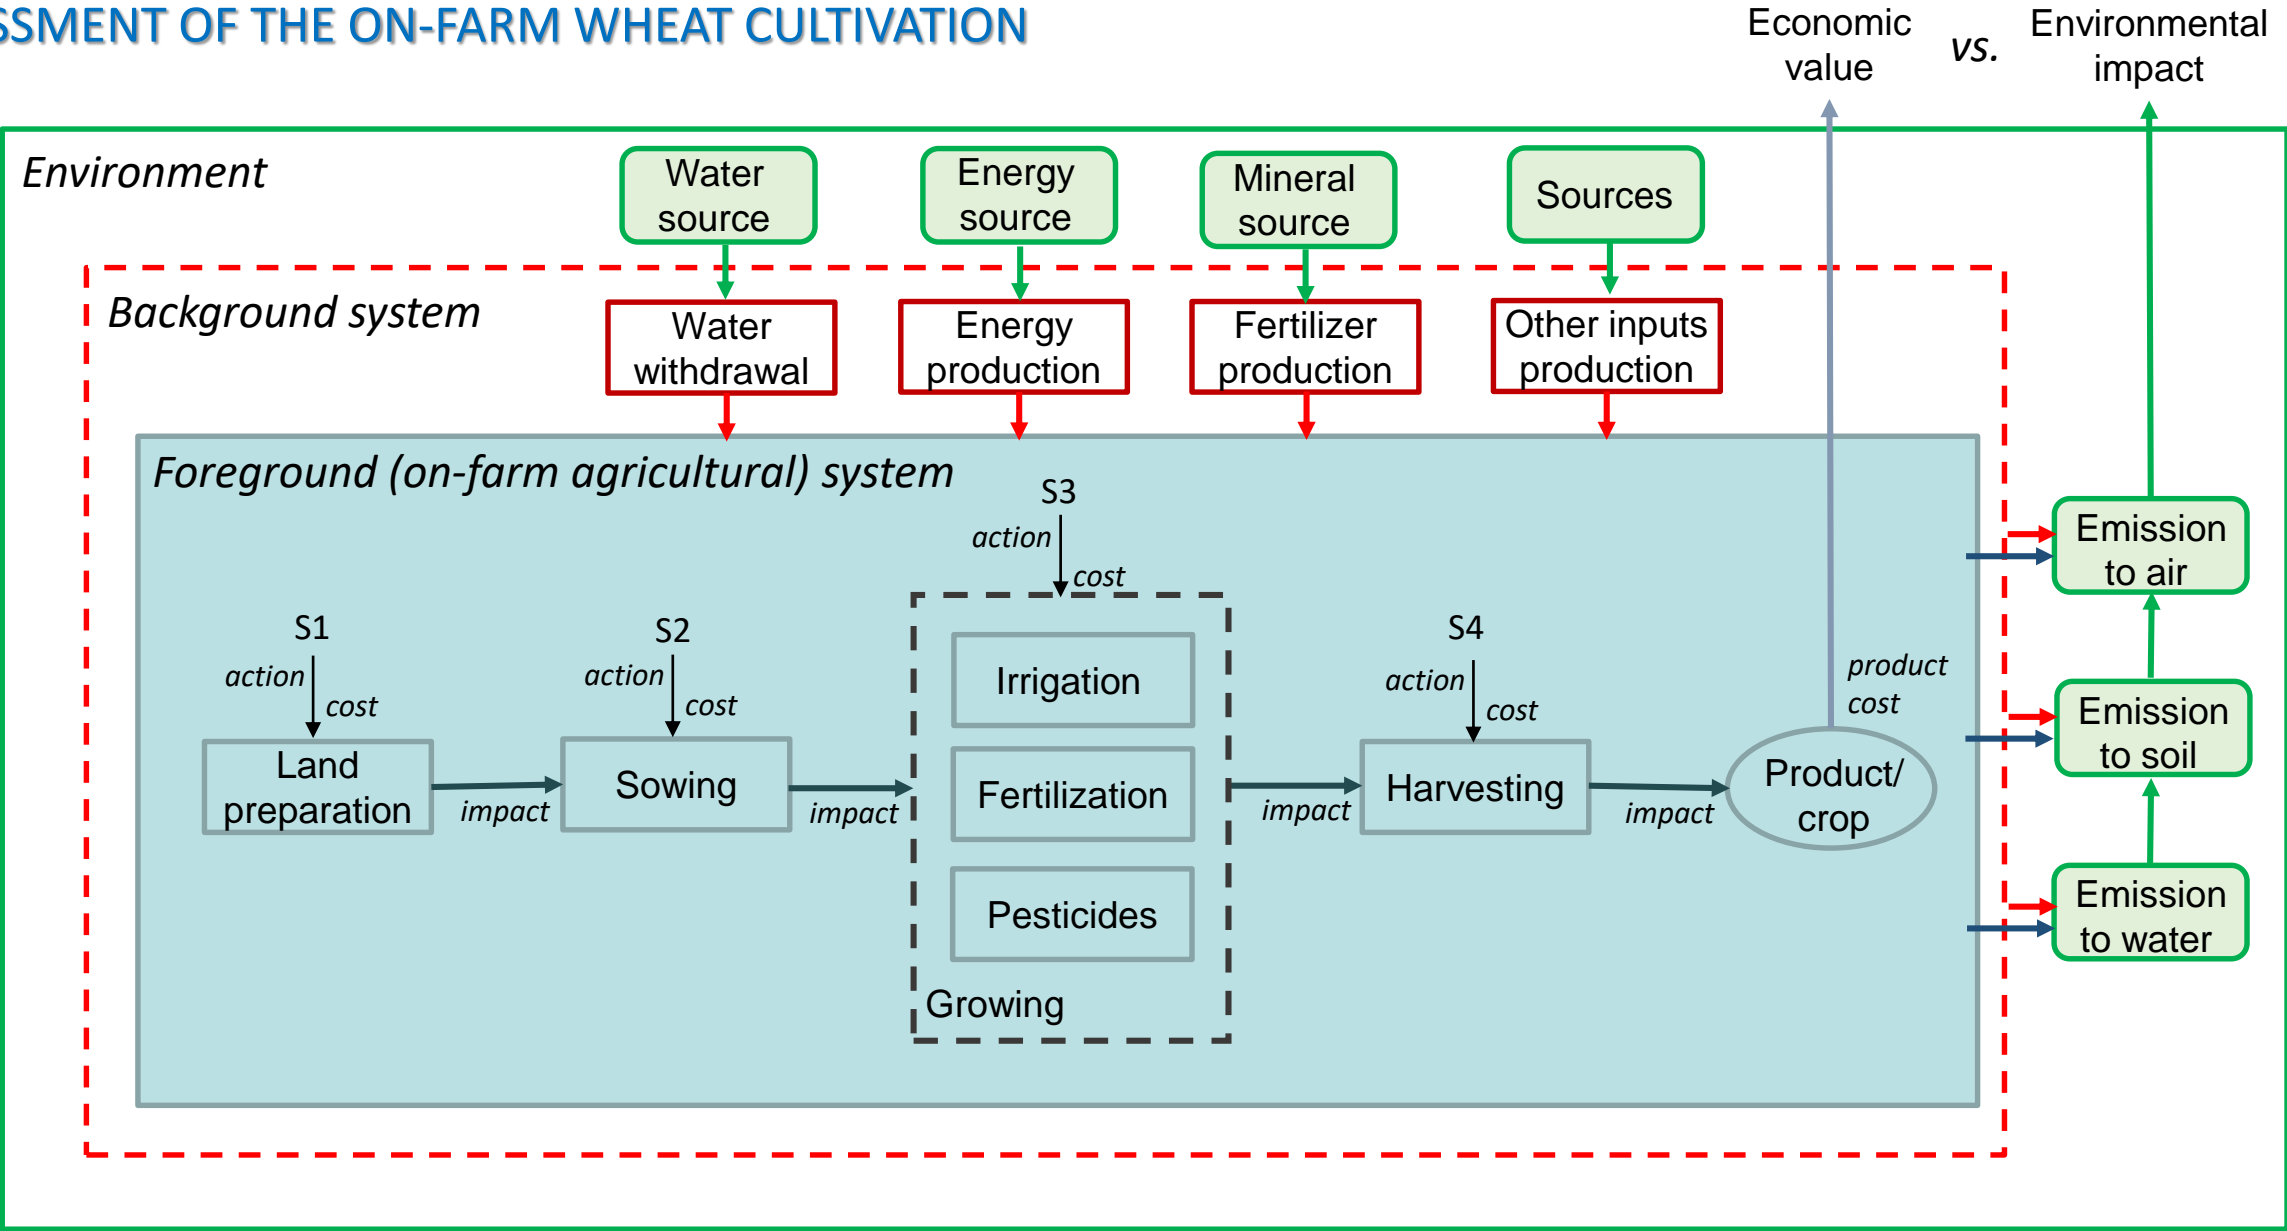 SSMENT OF THE ON-FARM WHEAT CULTIVATION
Economic
value
vs.
Environmental
impact
Environment
Water
source
Energy
source
Mineral
source
Sources
Background system
Water
withdrawal
Energy
production
Fertilizer
production
Other inputs
production
Foreground (on-farm agricultural) system
S1
action
cost
Land
preparation
impact
S2
action
cost
Sowing
impact
S3
action
cost
Irrigation
Fertilization
Pesticides
Growing
impact
S4
action
cost
Harvesting
impact
product
cost
Product/
crop
Emission
to air
Emission
to soil
Emission
to water